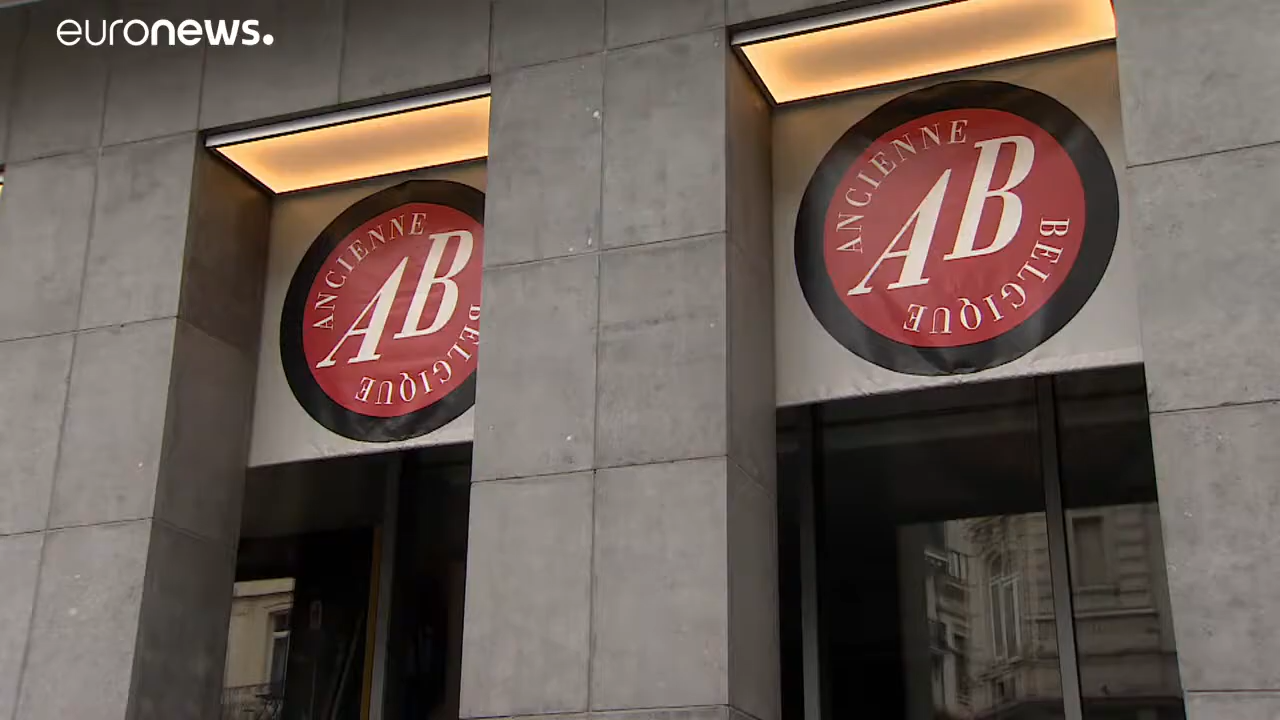 euronews.
ANCIENNE
AB
BELGIQUE
ANCIENNE
AB
BELGIQUE